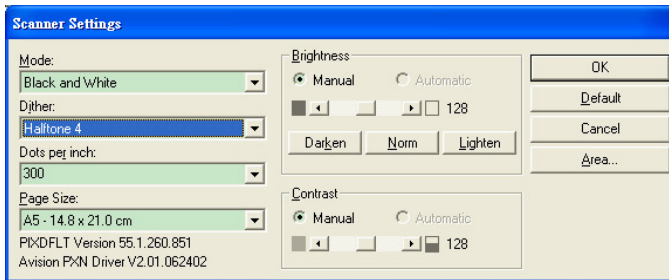 Scanner Settings
Mode:
Black and White
Dither:
Halftone 4
Dots per inch:
300
Page Size:
A5 - 14.8 x 21.0 cm
PIXDFLT Version 55.1.260.851
Avision PXN Driver V2.01.062402
Brightness
Manual Automatic
128
Darken Norm Lighten
Contrast
Manual Automatic
128
OK
Default
Cancel
Area...